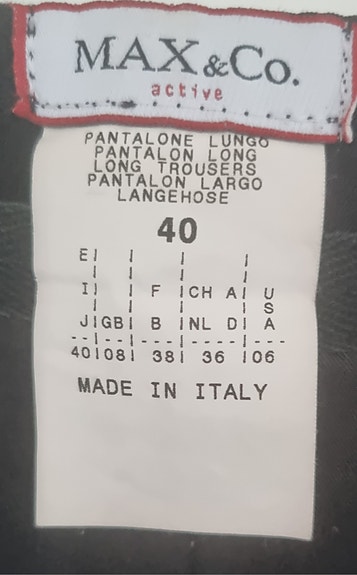 MAX&Co.
active
PANTALONE LUNGO
PANTALON LONG
LONG TROUSERS
PANTALON LARGO
LANGEHOSE
40
E| | | |
| | | |
I| | F |CH A| U
| | | | S
J|GB| B |NL D| A
--|--|----|-----|---
40|08| 38| 36 |06
MADE IN ITALY